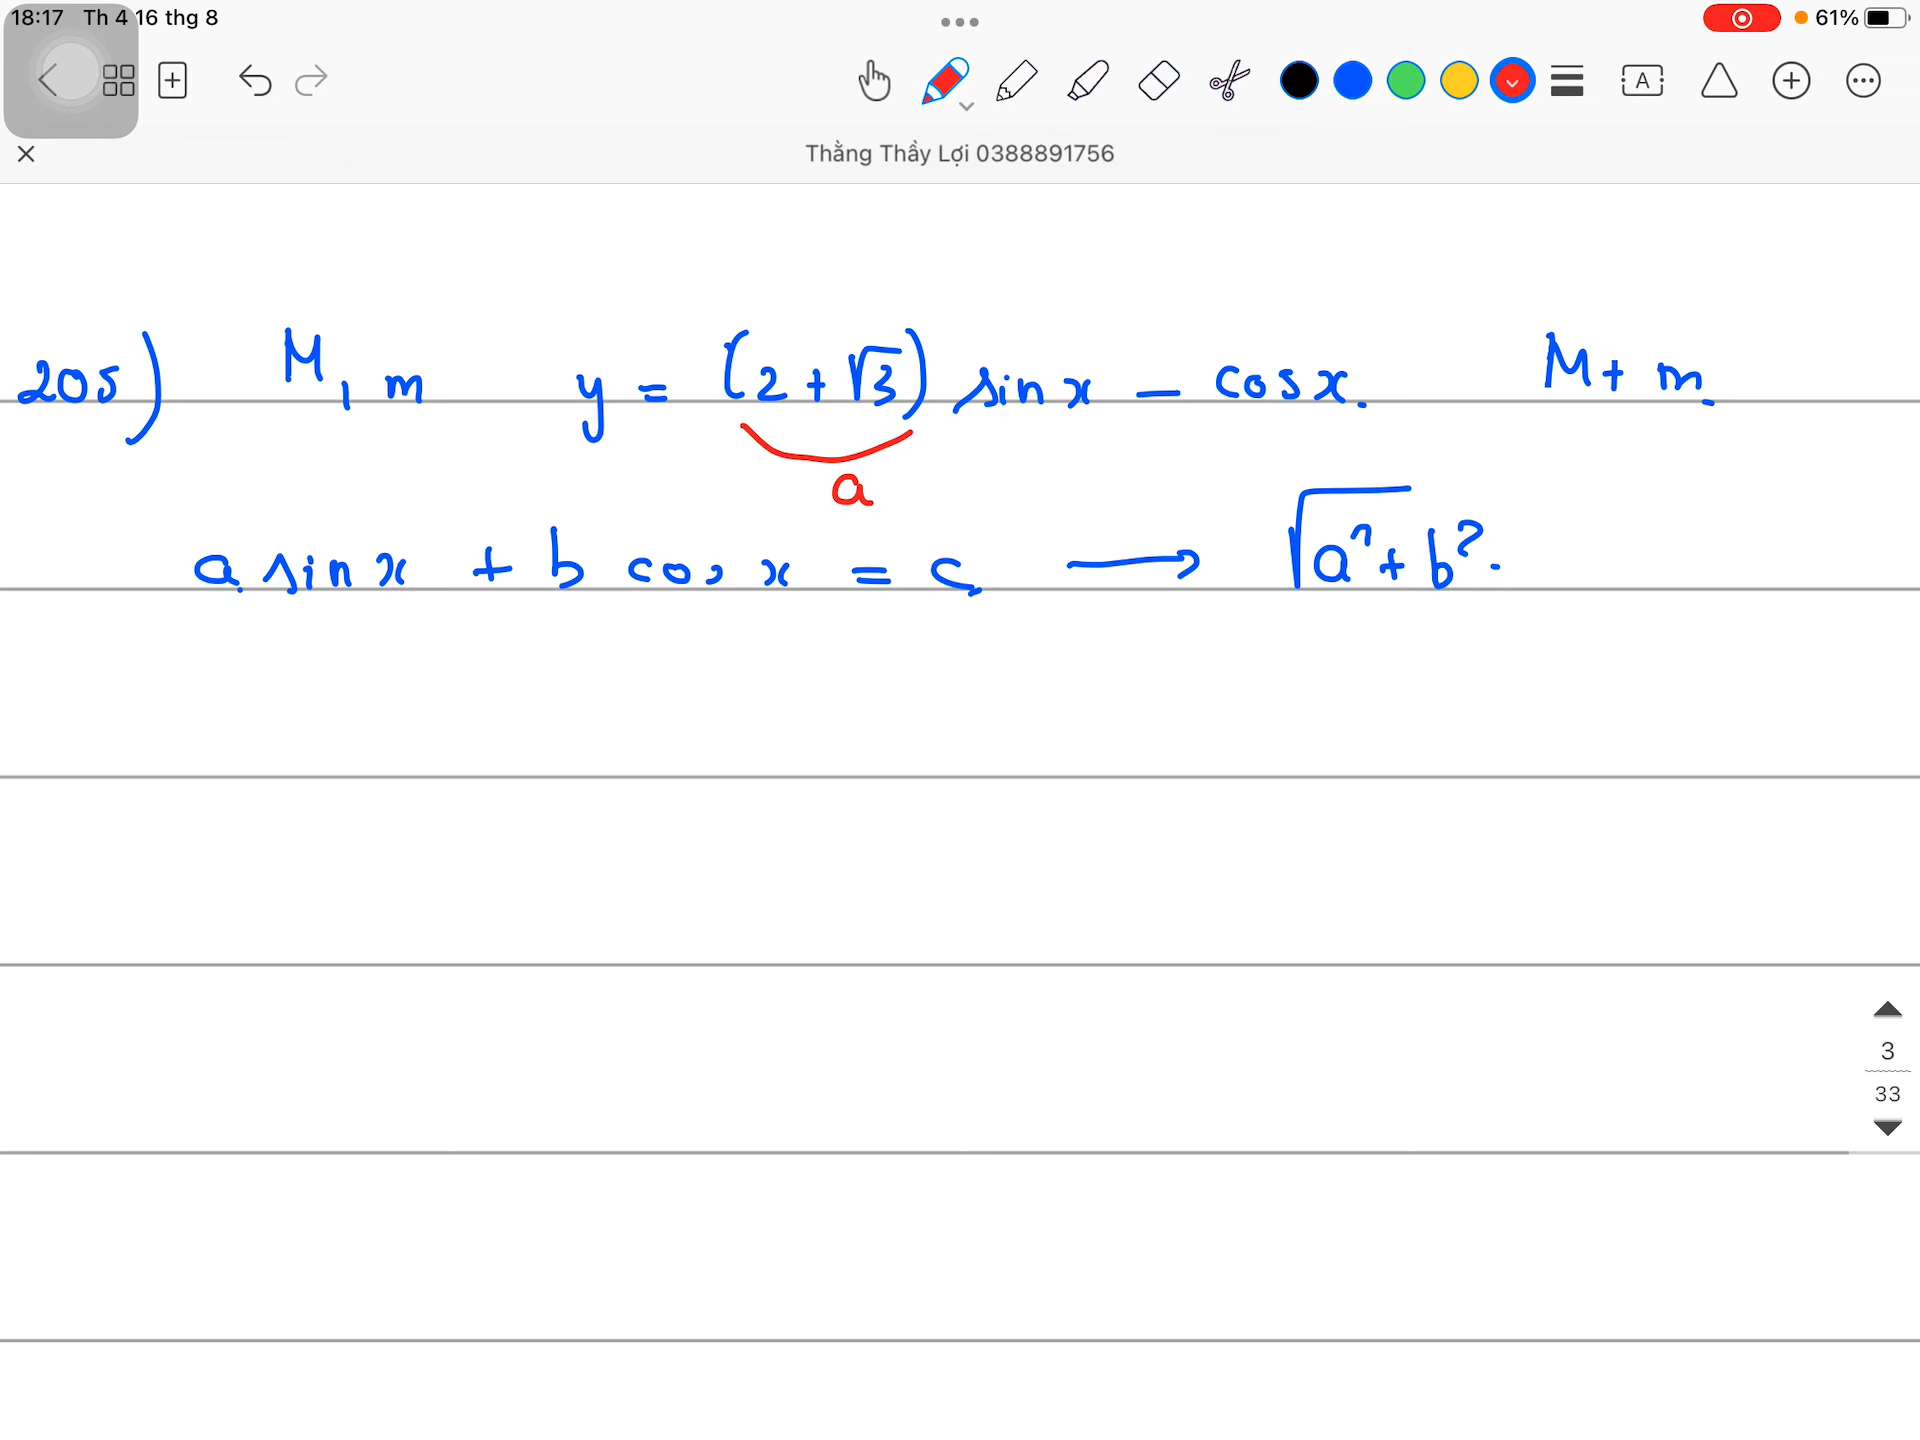 18:17 Th 4 16 thg 8 61%
A
Thằng Thầy Lợi 0388891756
205) M, m y = (2 + √3) sin x - cos x. M + m
a
a sin x + b cos x = c → √a² + b².
3
33